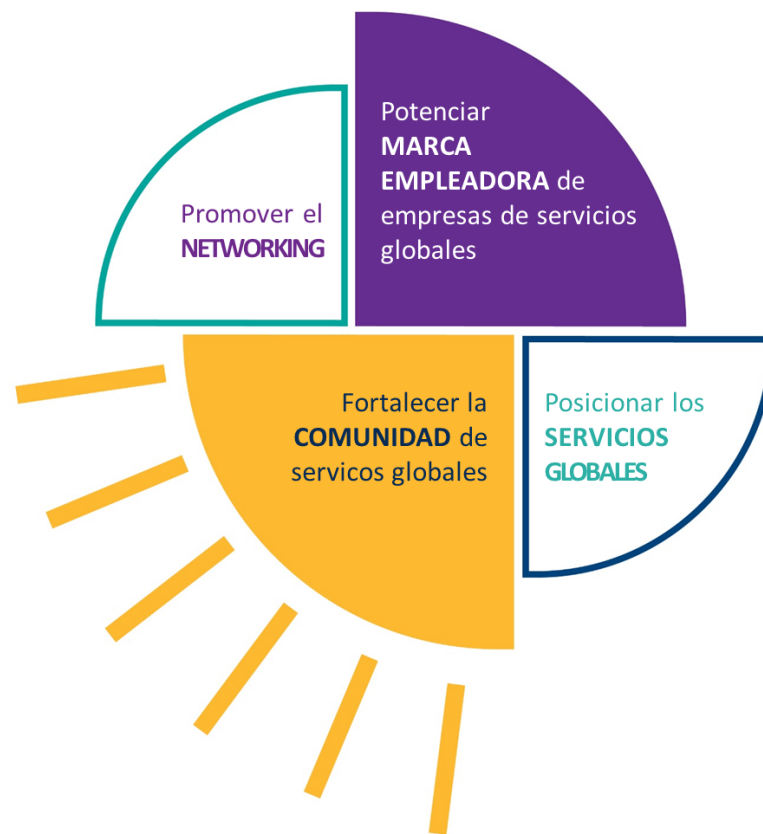 Promover el
NETWORKING
Potenciar
MARCA
EMPLEADORA de
empresas de servicios
globales
Fortalecer la
COMUNIDAD de
servicos globales
Posicionar los
SERVICIOS
GLOBALES